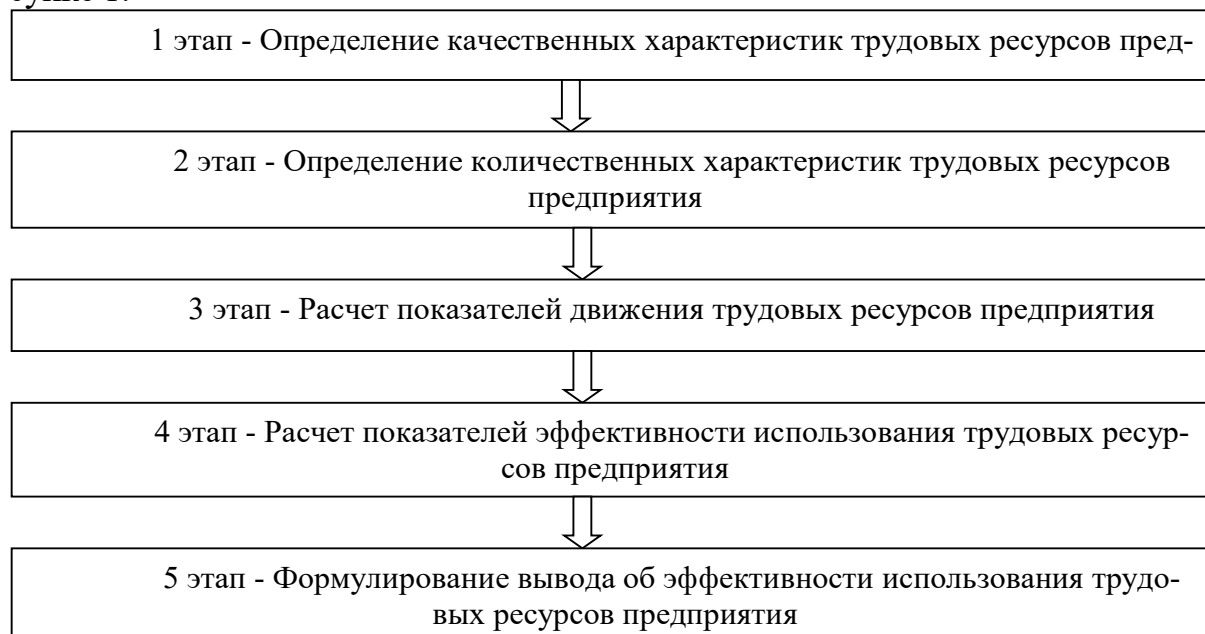 1 этап - Определение качественных характеристик трудовых ресурсов пред-
2 этап - Определение количественных характеристик трудовых ресурсов
предприятия
3 этап - Расчет показателей движения трудовых ресурсов предприятия
4 этап - Расчет показателей эффективности использования трудовых ресур-
сов предприятия
5 этап - Формулирование вывода об эффективности использования трудо-
вых ресурсов предприятия